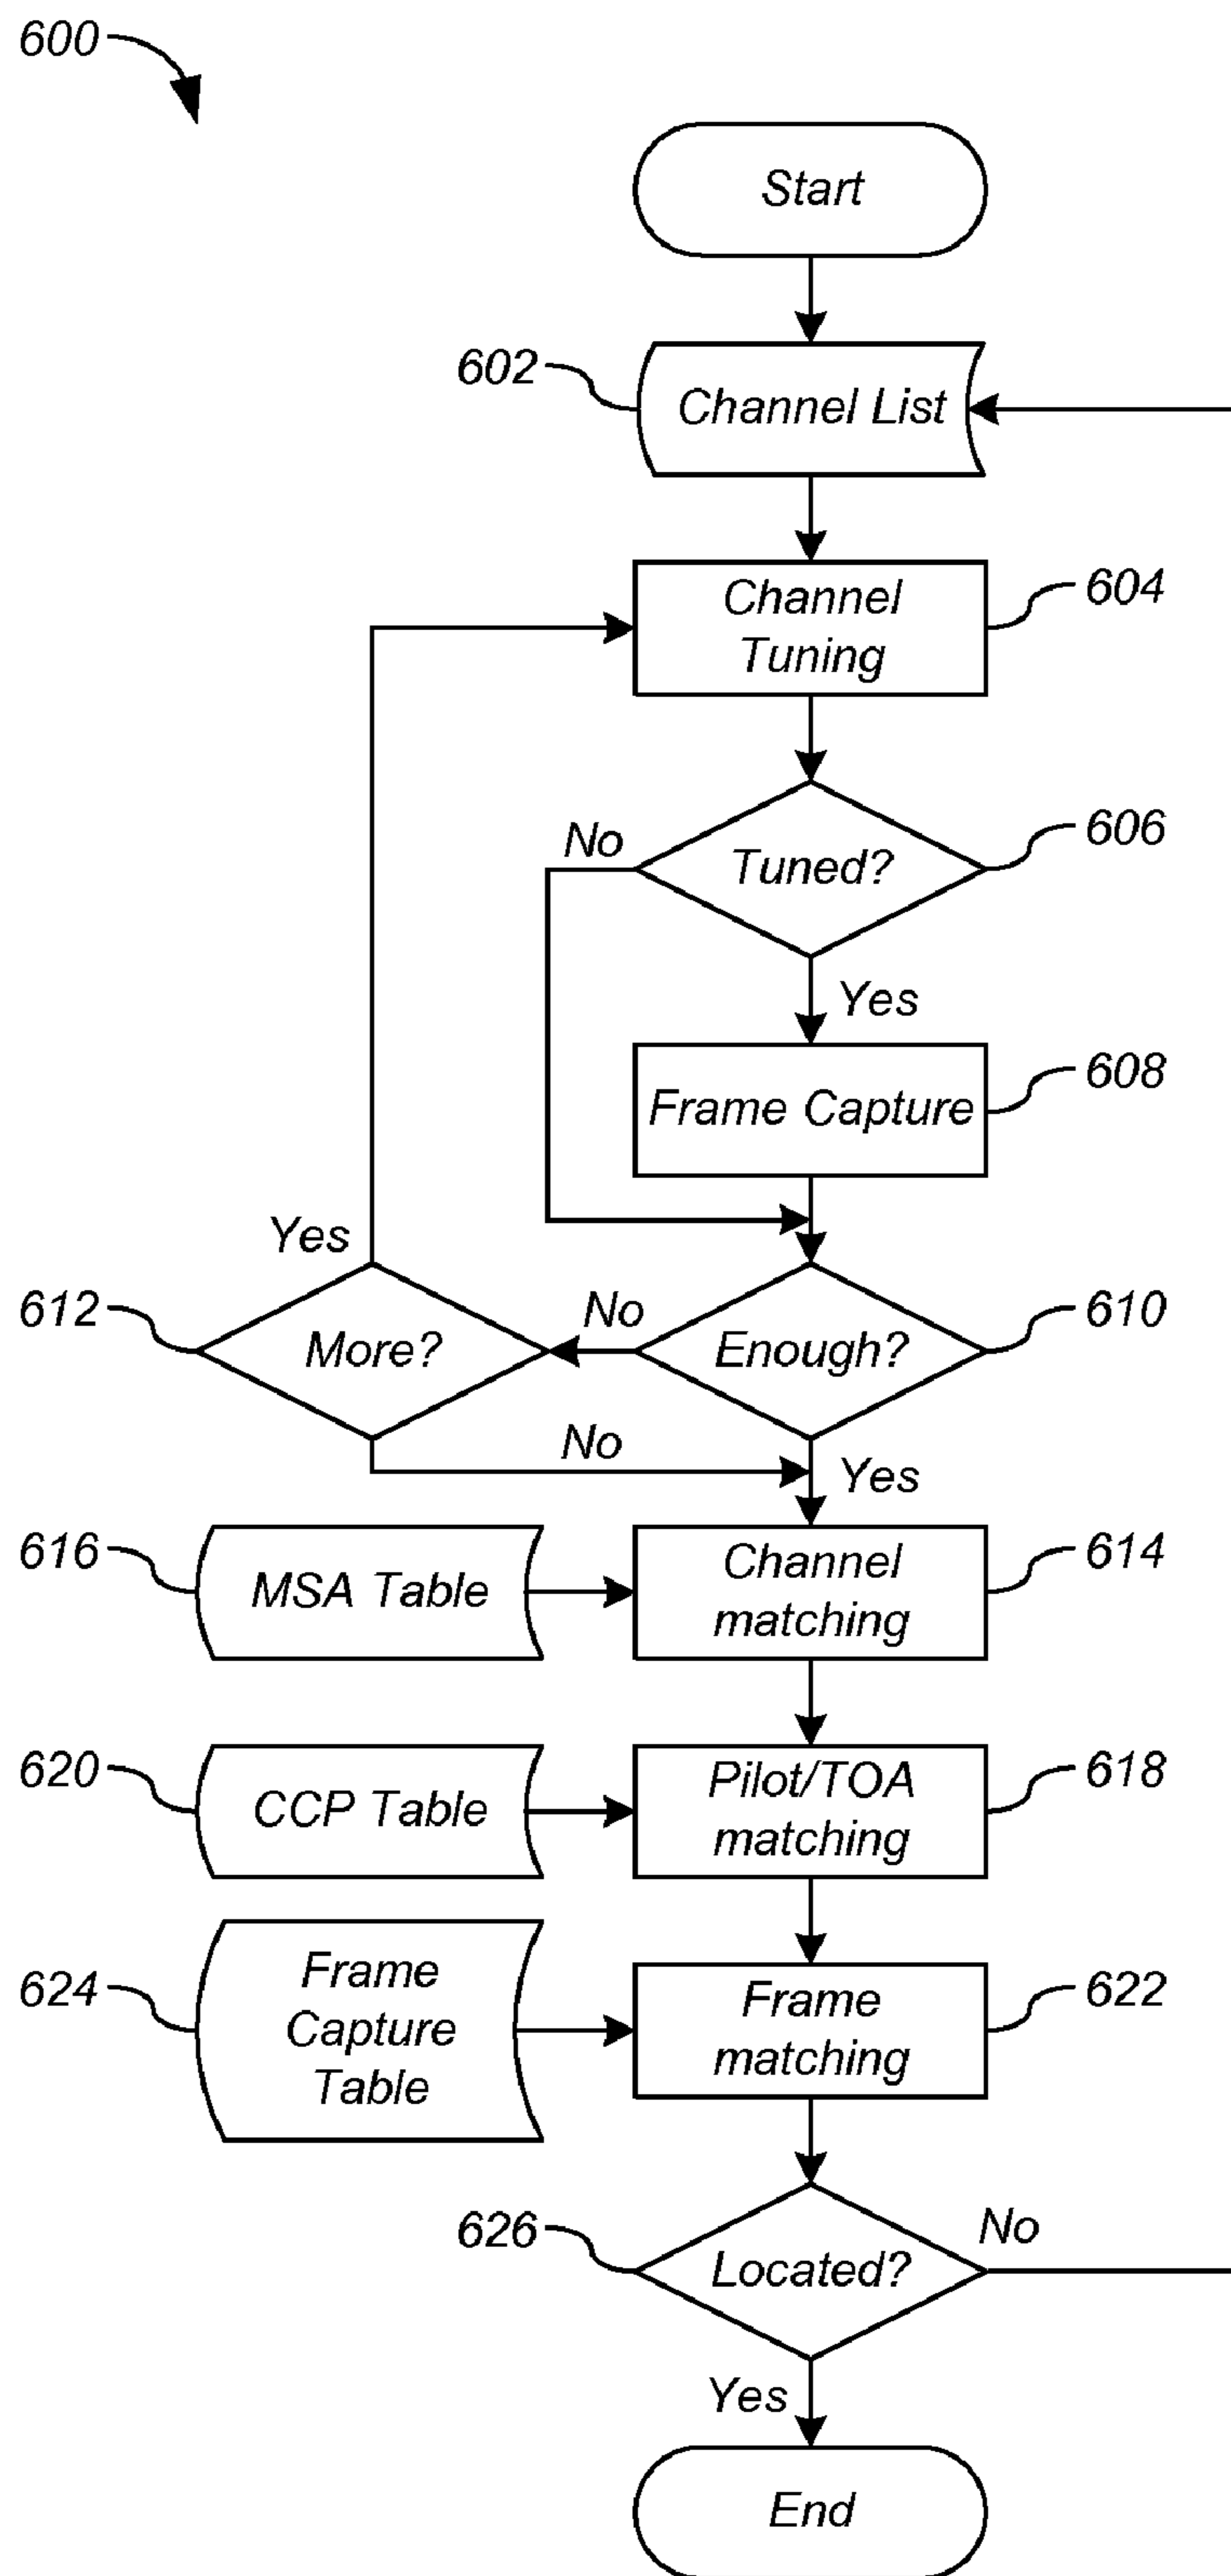 600
Start
602
Channel List
Channel
Tuning
604
No
Tuned?
606
Yes
Frame Capture
608
Yes
612
More?
No
Enough?
610
No
Yes
616
MSA Table
Channel
matching
614
620
CCP Table
Pilot/TOA
matching
618
624
Frame
Capture
Table
Frame
matching
622
626
Located?
No
Yes
End